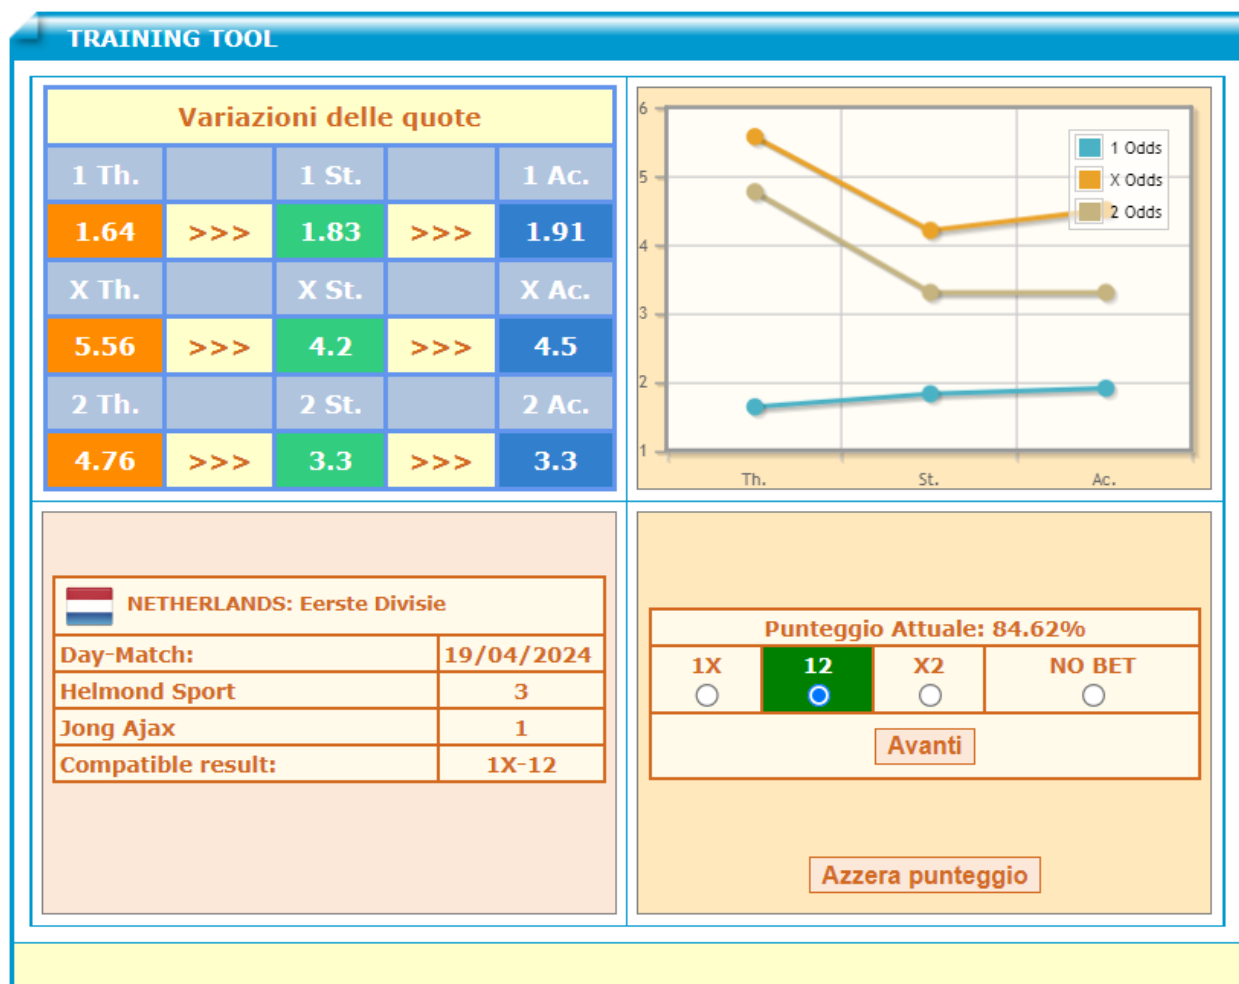 TRAINING TOOL
Variazioni delle quote
1 Th. 1 St. 1 Ac.
1.64 >>> 1.83 >>> 1.91
X Th. X St. X Ac.
5.56 >>> 4.2 >>> 4.5
2 Th. 2 St. 2 Ac.
4.76 >>> 3.3 >>> 3.3
6
5
4
3
2
1
1 Odds
X Odds
2 Odds
Th. St. Ac.
NETHERLANDS: Eerste Divisie
Day-Match: 19/04/2024
Helmond Sport 3
Jong Ajax 1
Compatible result: 1X-12
Punteggio Attuale: 84.62%
1X 12 X2 NO BET
Avanti
Azzera punteggio